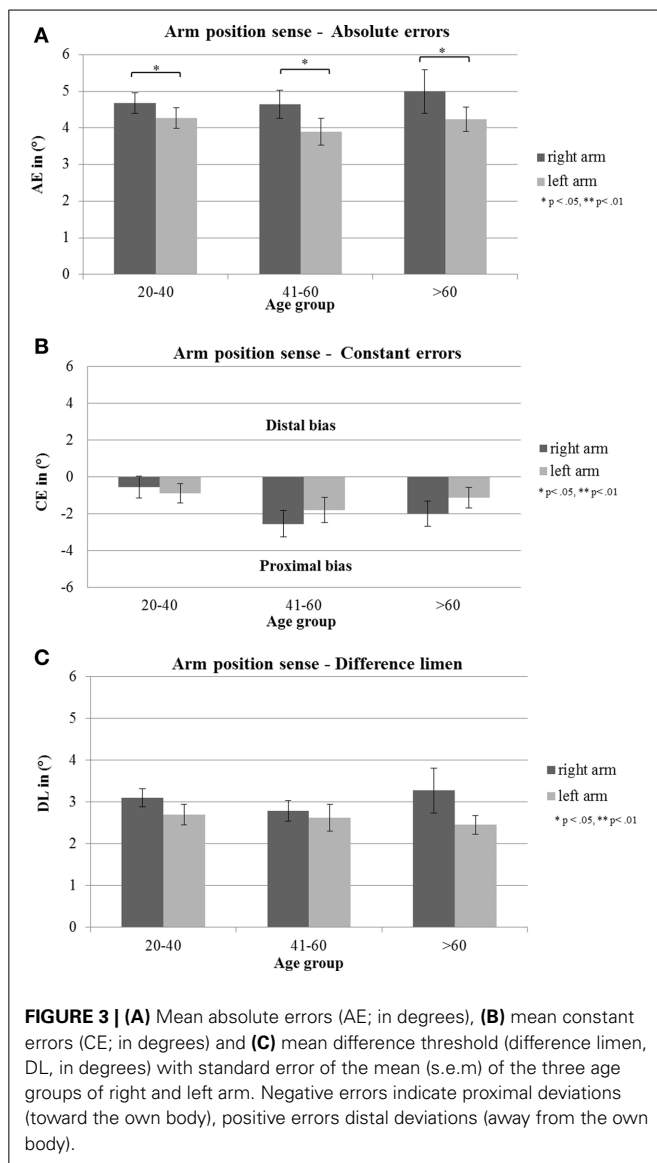 A
Arm position sense - Absolute errors
6
5
4
3
2
1
0
AE in (°)
*
*
*
20-40
41-60
>60
Age group
right arm
left arm
* p < .05, ** p< .01
B
Arm position sense - Constant errors
6
4
2
0
-2
-4
-6
CE in (°)
Distal bias
Proximal bias
20-40
41-60
>60
Age group
right arm
left arm
* p< .05, ** p< .01
C
Arm position sense - Difference limen
6
5
4
3
2
1
0
DL in (°)
20-40
41-60
>60
Age group
right arm
left arm
* p < .05, ** p< .01
FIGURE 3 | (A) Mean absolute errors (AE; in degrees), (B) mean constant
errors (CE; in degrees) and (C) mean difference threshold (difference limen,
DL, in degrees) with standard error of the mean (s.e.m) of the three age
groups of right and left arm. Negative errors indicate proximal deviations
(toward the own body), positive errors distal deviations (away from the own
body).